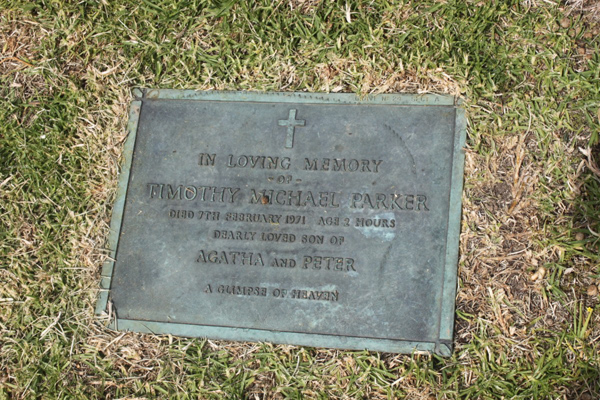 IN LOVING MEMORY
- OF -
TIMOTHY MICHAEL PARKER
DIED 7TH FEBRUARY 1971 AGE 2 HOURS
DEARLY LOVED SON OF
AGATHA AND PETER
A GLIMPSE OF HEAVEN